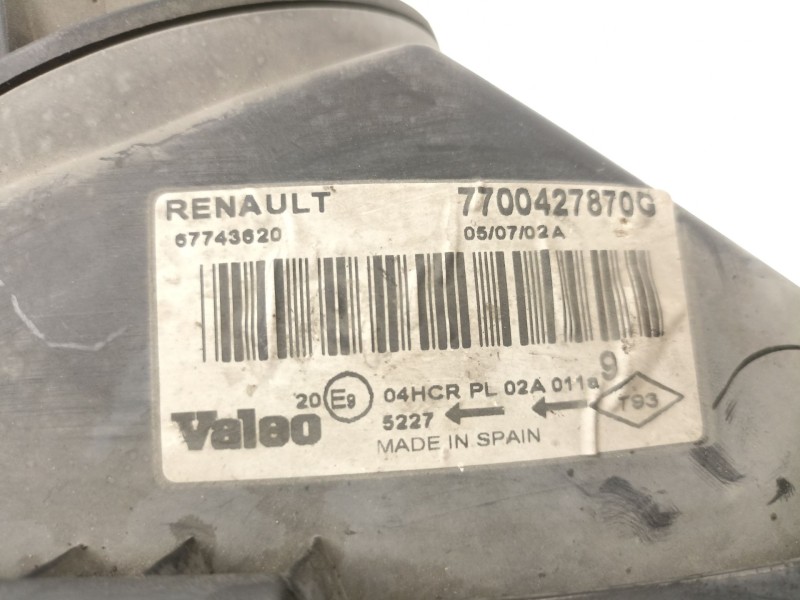 RENAULT 7700427870G
67743620 05/07/02A
9
20 E9 04HCR PL 02A 011a
Valeo 5227
MADE IN SPAIN
T93